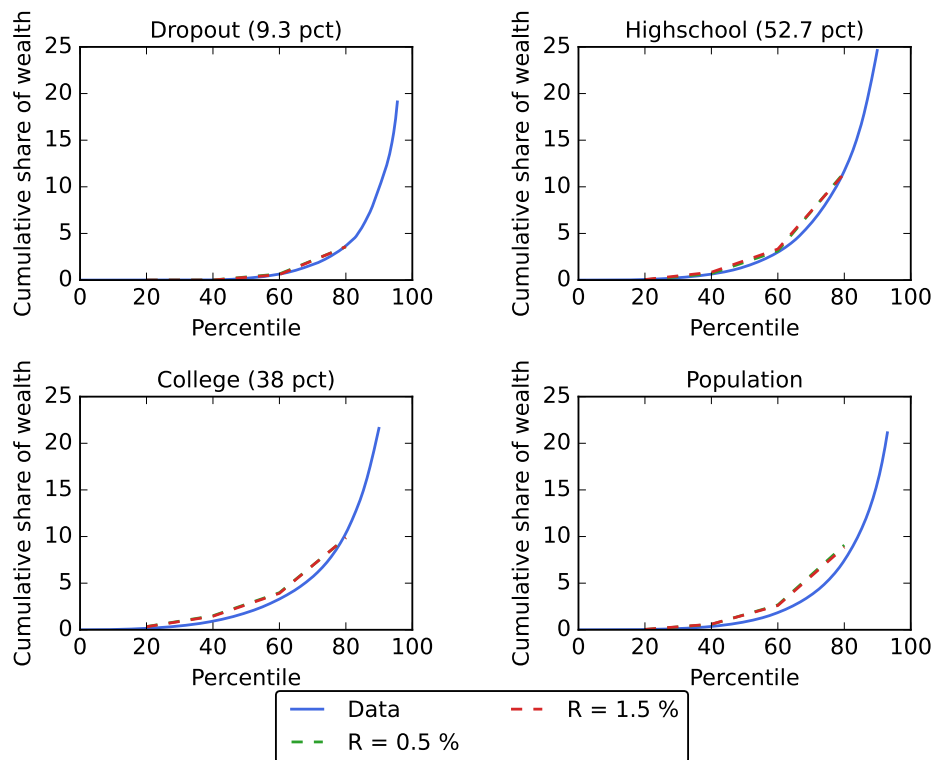 Dropout (9.3 pct)
Cumulative share of wealth
25
20
15
10
5
0
0 20 40 60 80 100
Percentile
Highschool (52.7 pct)
Cumulative share of wealth
25
20
15
10
5
0
0 20 40 60 80 100
Percentile
College (38 pct)
Cumulative share of wealth
25
20
15
10
5
0
0 20 40 60 80 100
Percentile
Population
Cumulative share of wealth
25
20
15
10
5
0
0 20 40 60 80 100
Percentile
Data
R = 0.5 %
R = 1.5 %